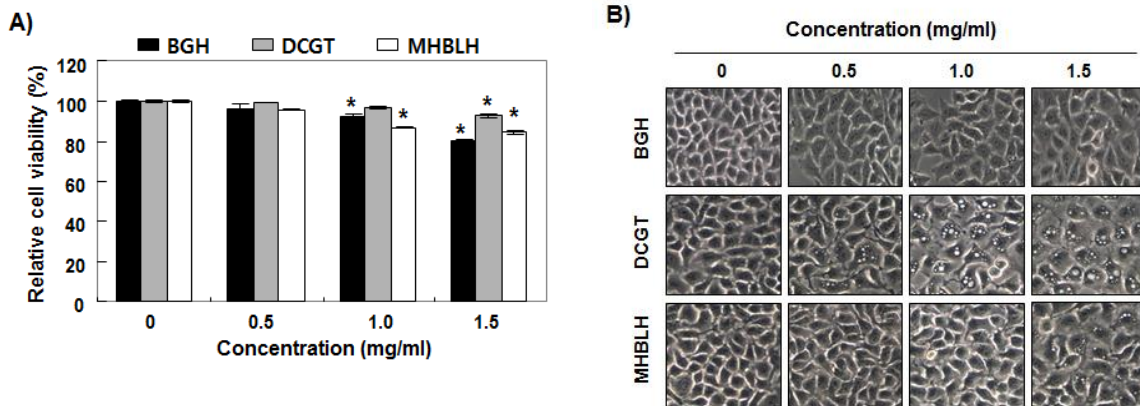 A)
BGH DCGT MHBLH
Relative cell viability (%)
120
100
80
60
40
20
0
* *
* * *
0 0.5 1.0 1.5
Concentration (mg/ml)
B)
Concentration (mg/ml)
0 0.5 1.0 1.5
BGH
DCGT
MHBLH